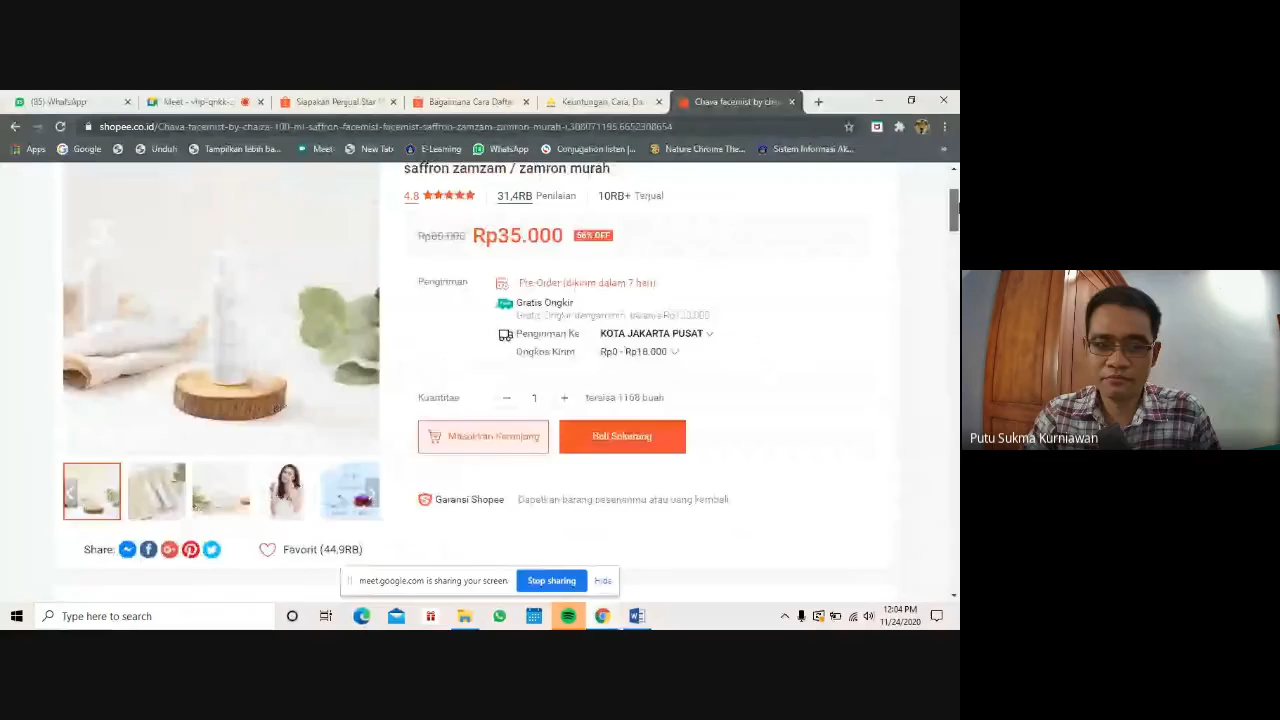 (85) WhatsApp
Meet -
Siapakan Penjual Star
Bagaimana Cara Dafta
Keuntungan, Cara, Da
Chava facemist by
shopee.co.id/Chava-facemist-by-chaiza-100-ml-saffron-facemist-facemist-saffron-zamzam-zamron-murah-i
Apps
Google
Unduh
Tampilkan lebih ba...
Meet
New Tab
E-Learning
WhatsApp
Conjugation listen |...
Nature Chrome The...
Sistem Informasi Ak...
saffron zamzam / zamron murah
4.8
31,4RB Penilaian
10RB+ Terjual
Rp35.000
56% OFF
Pengiriman
Pre-Order (dikirim dalam 7 hari)
Gratis Ongkir
Pengiriman Ke
KOTA JAKARTA PUSAT
Ongkos Kirim
Rp0 - Rp18.000
Kuantitas
1
tersisa 1168 buah
Masukkan Keranjang
Beli Sekarang
Garansi Shopee
Dapatkan barang pesananmu atau uang kembali
Share:
Favorit (44,9RB)
meet.google.com is sharing your screen
Stop sharing
Hide
Type here to search
12:04 PM
11/24/2020
Putu Sukma Kurniawan